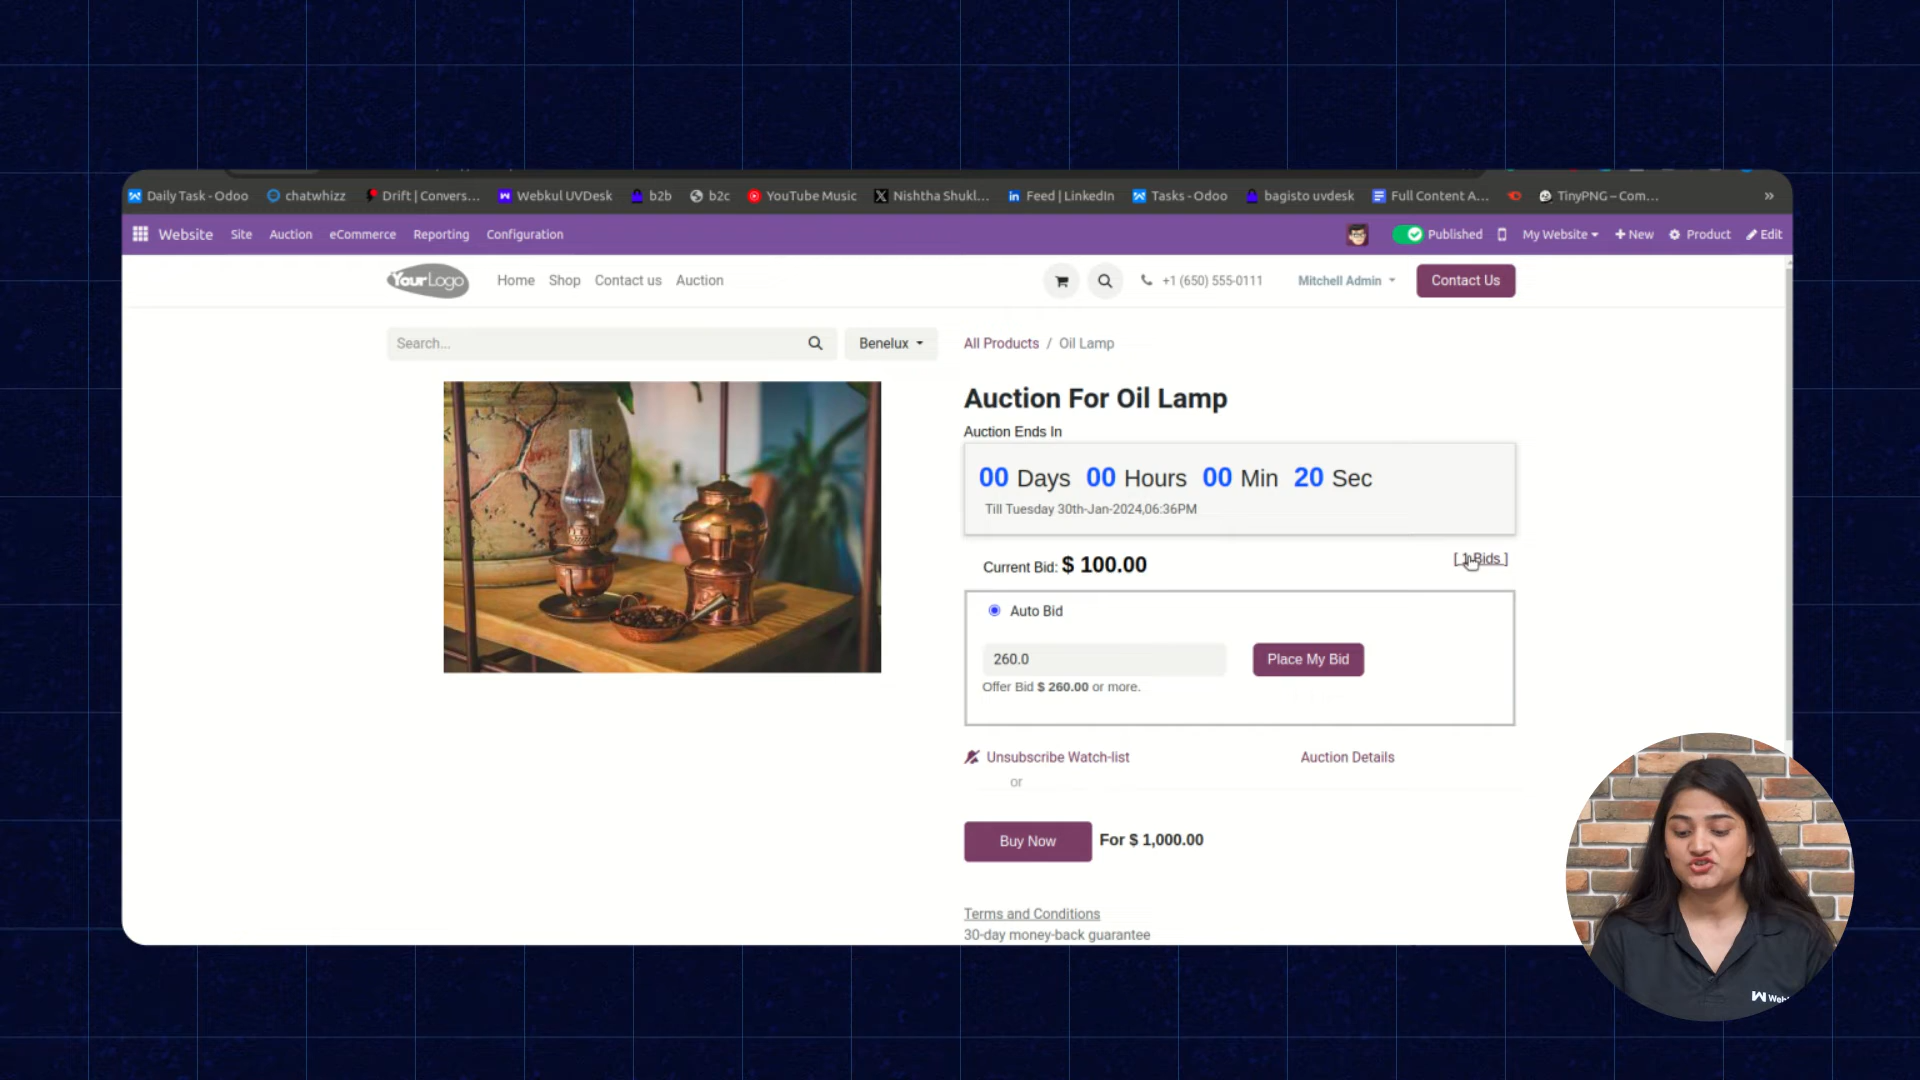 Daily Task - Odoo chatwhizz Drift | Convers... Webkul UVDesk b2b b2c YouTube Music Nishtha Shukl... Feed | LinkedIn Tasks - Odoo bagisto uvdesk Full Content A... TinyPNG – Com... »
Website Site Auction eCommerce Reporting Configuration Published My Website + New Product Edit
YourLogo Home Shop Contact us Auction +1 (650) 555-0111 Mitchell Admin Contact Us
Search... Benelux All Products / Oil Lamp
Auction For Oil Lamp
Auction Ends In
00 Days 00 Hours 00 Min 20 Sec
Till Tuesday 30th-Jan-2024,06:36PM
Current Bid: $ 100.00 [ 1 Bids ]
Auto Bid
260.0 Place My Bid
Offer Bid $ 260.00 or more.
Unsubscribe Watch-list Auction Details
or
Buy Now For $ 1,000.00
Terms and Conditions
30-day money-back guarantee